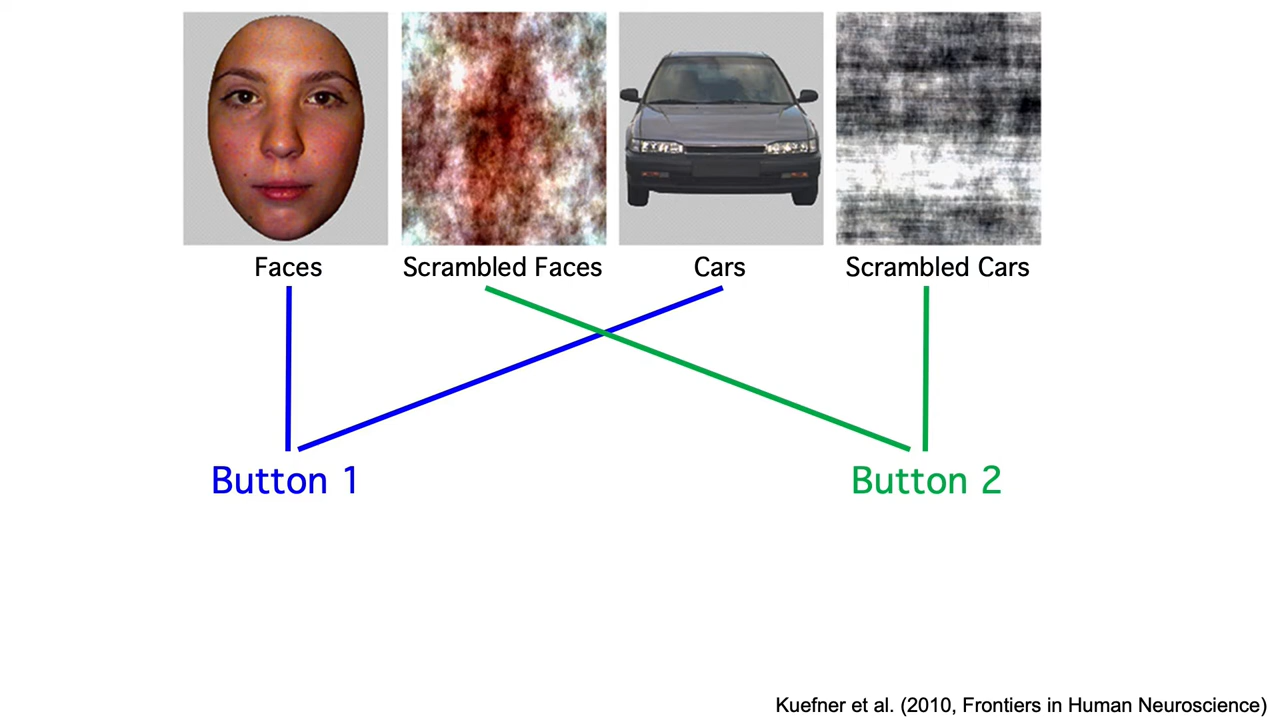 Faces
Scrambled Faces
Cars
Scrambled Cars
Button 1
Button 2
Kuefner et al. (2010, Frontiers in Human Neuroscience)